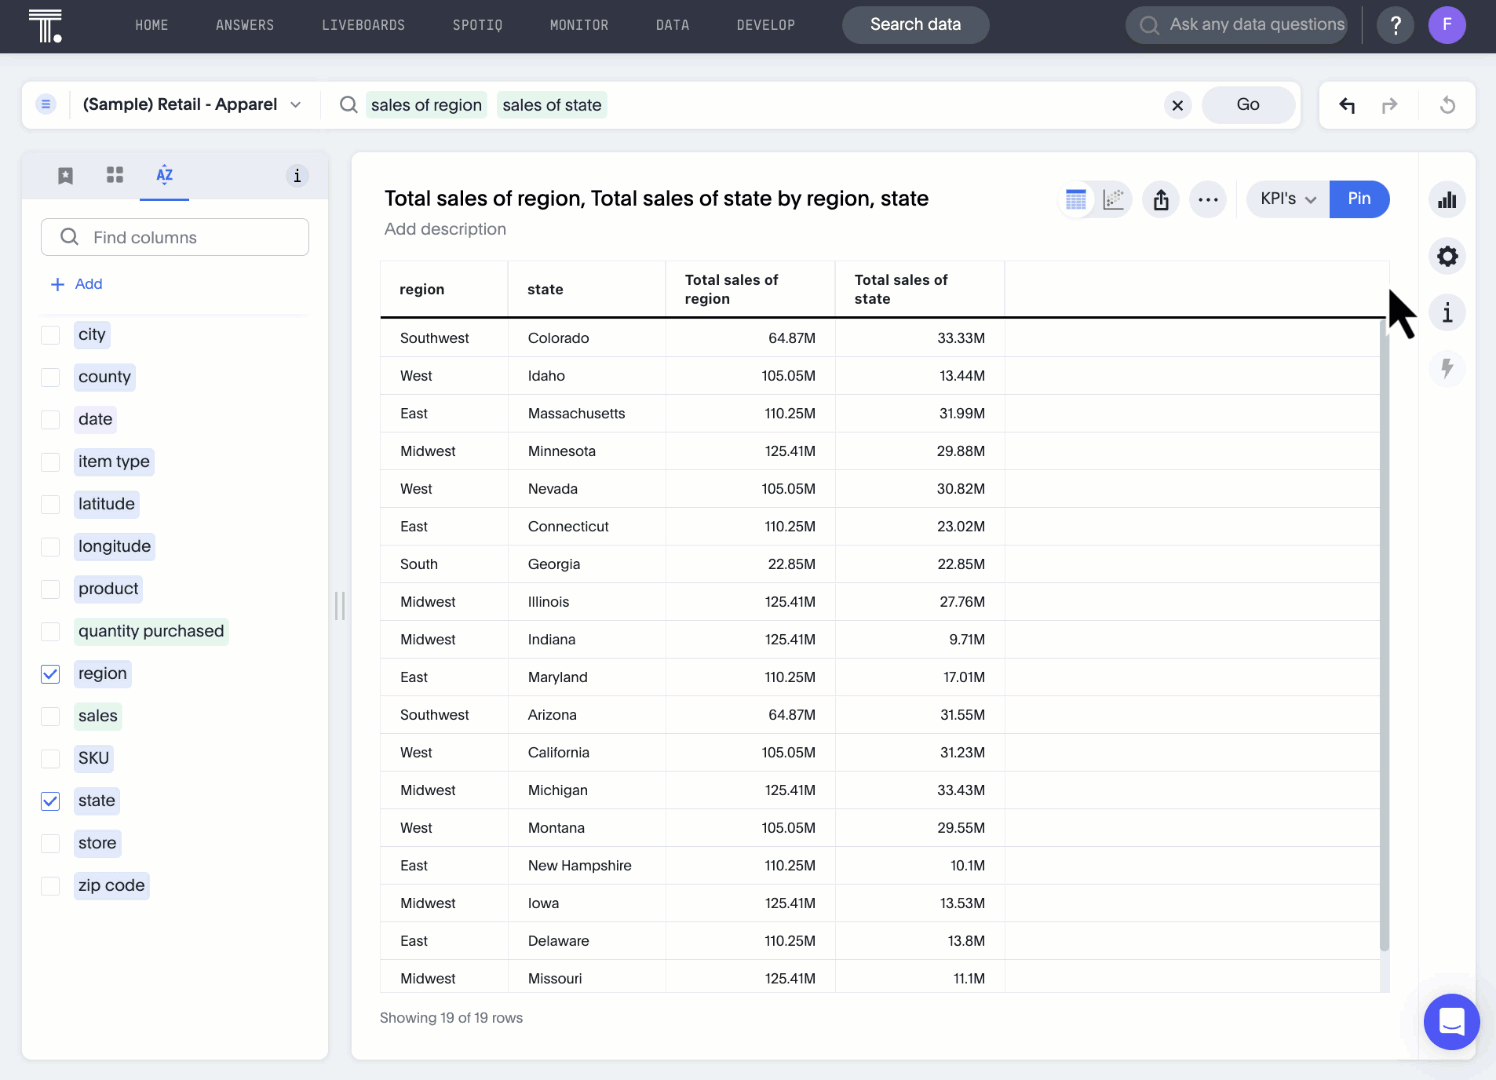 T.
HOME ANSWERS LIVEBOARDS SPOTIQ MONITOR DATA DEVELOP Search data Ask any data questions ? F
(Sample) Retail - Apparel sales of region sales of state Go
AZ i
Find columns
+ Add
city
county
date
item type
latitude
longitude
product
quantity purchased
region
sales
SKU
state
store
zip code
Total sales of region, Total sales of state by region, state
Add description
KPI's Pin
i
region state Total sales of region Total sales of state
Southwest Colorado 64.87M 33.33M
West Idaho 105.05M 13.44M
East Massachusetts 110.25M 31.99M
Midwest Minnesota 125.41M 29.88M
West Nevada 105.05M 30.82M
East Connecticut 110.25M 23.02M
South Georgia 22.85M 22.85M
Midwest Illinois 125.41M 27.76M
Midwest Indiana 125.41M 9.71M
East Maryland 110.25M 17.01M
Southwest Arizona 64.87M 31.55M
West California 105.05M 31.23M
Midwest Michigan 125.41M 33.43M
West Montana 105.05M 29.55M
East New Hampshire 110.25M 10.1M
Midwest Iowa 125.41M 13.53M
East Delaware 110.25M 13.8M
Midwest Missouri 125.41M 11.1M
Showing 19 of 19 rows